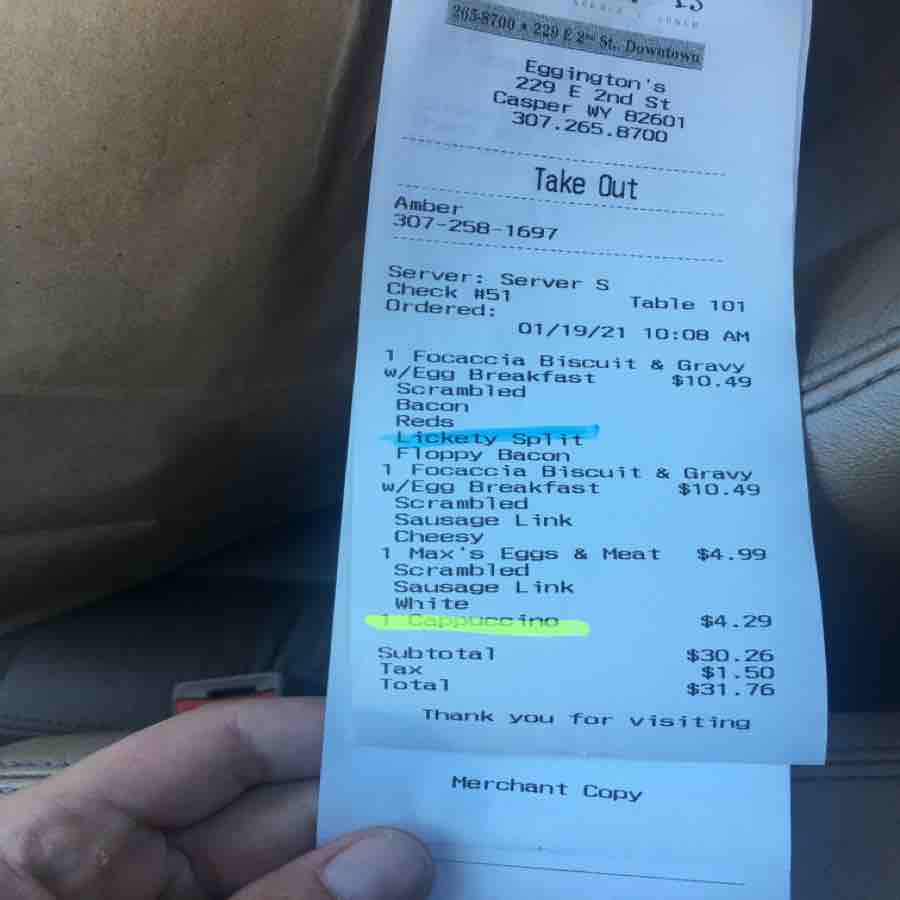 265-8700 * 229 E 2nd St., Downtown
Eggington's
229 E 2nd St
Casper WY 82601
307.265.8700
Take Out
Amber
307-258-1697
Server: Server S
Check #51 Table 101
Ordered:
01/19/21 10:08 AM
1 Focaccia Biscuit & Gravy
w/Egg Breakfast $10.49
Scrambled
Bacon
Reds
Lickety Split
Floppy Bacon
1 Focaccia Biscuit & Gravy
w/Egg Breakfast $10.49
Scrambled
Sausage Link
Cheesy
1 Max's Eggs & Meat $4.99
Scrambled
Sausage Link
White
1 Cappuccino $4.29
Subtotal $30.26
Tax $1.50
Total $31.76
Thank you for visiting
Merchant Copy